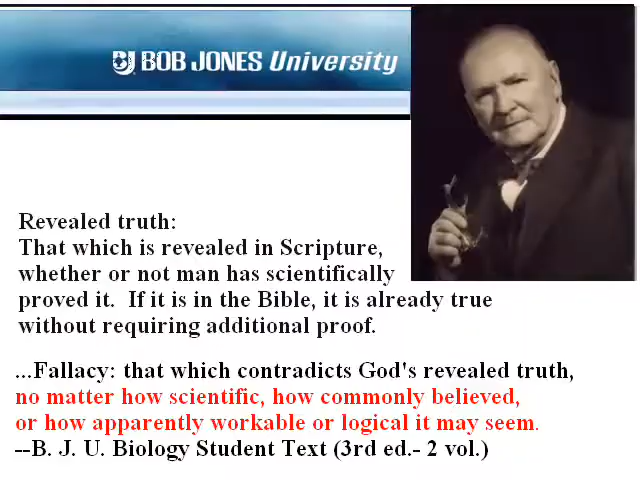 BJ BOB JONES University
Revealed truth:
That which is revealed in Scripture,
whether or not man has scientifically
proved it.  If it is in the Bible, it is already true
without requiring additional proof.
...Fallacy: that which contradicts God's revealed truth,
no matter how scientific, how commonly believed,
or how apparently workable or logical it may seem.
--B. J. U. Biology Student Text (3rd ed.- 2 vol.)